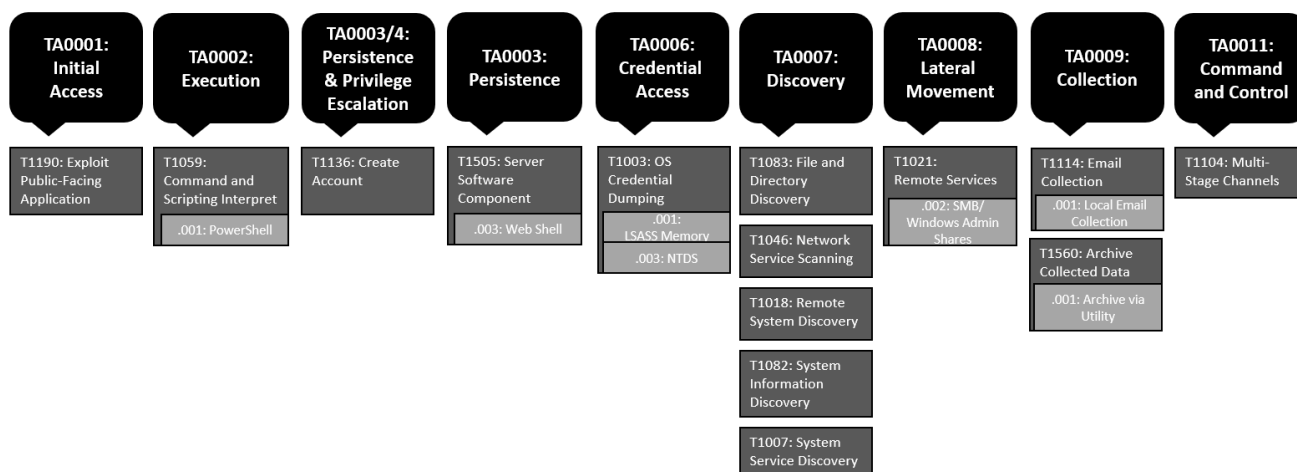 TA0001:
Initial
Access
TA0002:
Execution
TA0003/4:
Persistence
& Privilege
Escalation
TA0003:
Persistence
TA0006:
Credential
Access
TA0007:
Discovery
TA0008:
Lateral
Movement
TA0009:
Collection
TA0011:
Command
and Control
T1190: Exploit
Public-Facing
Application
T1059:
Command and
Scripting Interpret
.001: PowerShell
T1136: Create
Account
T1505: Server
Software
Component
.003: Web Shell
T1003: OS
Credential
Dumping
.001:
LSASS Memory
.003: NTDS
T1083: File and
Directory
Discovery
T1046: Network
Service Scanning
T1018: Remote
System Discovery
T1082: System
Information
Discovery
T1007: System
Service Discovery
T1021:
Remote Services
.002: SMB/
Windows Admin
Shares
T1114: Email
Collection
.001: Local Email
Collection
T1560: Archive
Collected Data
.001: Archive via
Utility
T1104: Multi-
Stage Channels